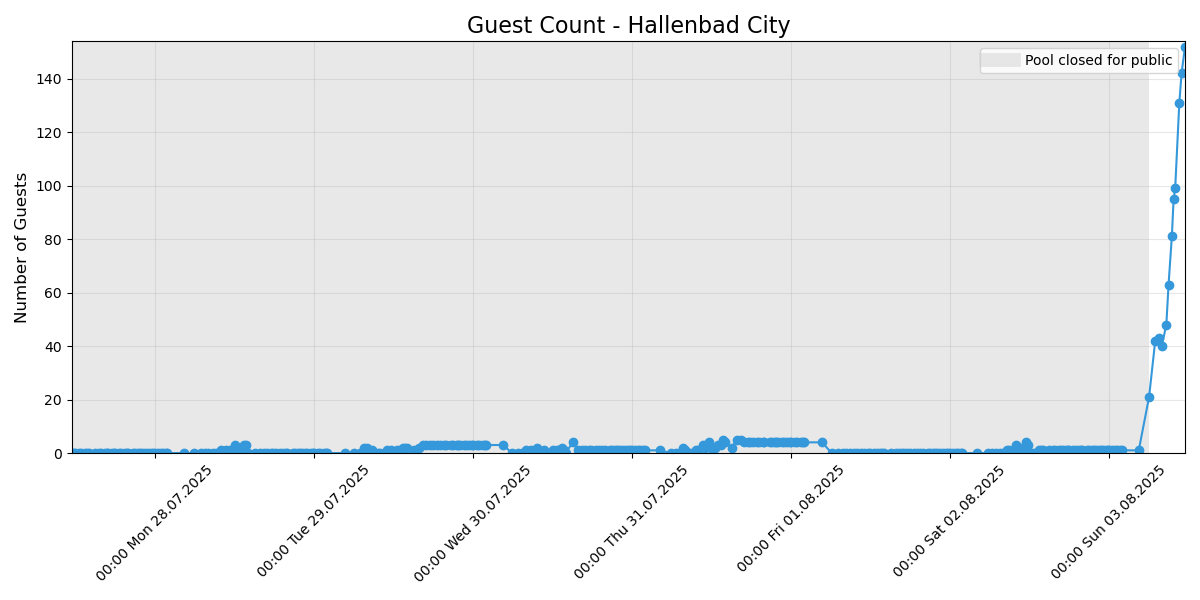 Guest Count - Hallenbad City
Pool closed for public
Number of Guests
140
120
100
80
60
40
20
0
00:00 Mon 28.07.2025
00:00 Tue 29.07.2025
00:00 Wed 30.07.2025
00:00 Thu 31.07.2025
00:00 Fri 01.08.2025
00:00 Sat 02.08.2025
00:00 Sun 03.08.2025